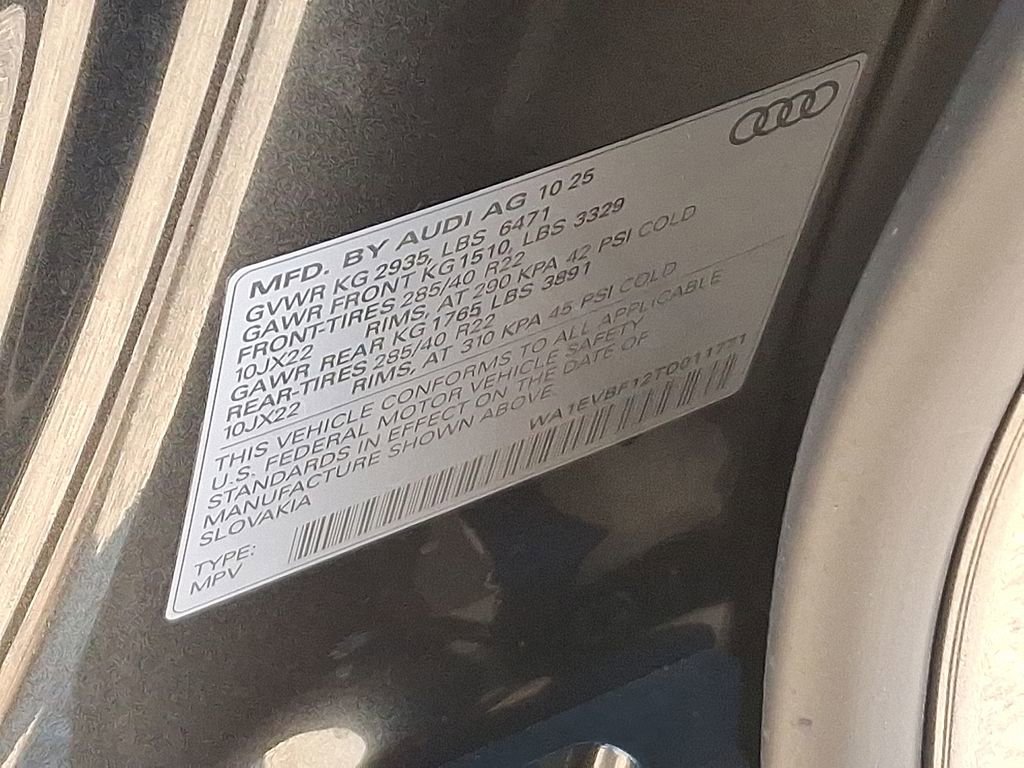 MFD. BY AUDI AG 10 25
GVWR KG 2935, LBS 6471
GAWR FRONT KG 1510, LBS 3329
FRONT-TIRES 285/40 R22
10JX22 RIMS, AT 290 KPA 42 PSI COLD
GAWR REAR KG 1765 LBS 3891
REAR-TIRES 285/40 R22
10JX22 RIMS, AT 310 KPA 45 PSI COLD
THIS VEHICLE CONFORMS TO ALL APPLICABLE
U.S. FEDERAL MOTOR VEHICLE SAFETY
STANDARDS IN EFFECT ON THE DATE OF
MANUFACTURE SHOWN ABOVE
SLOVAKIA
WA1EVBF12T0011771
TYPE:
MPV